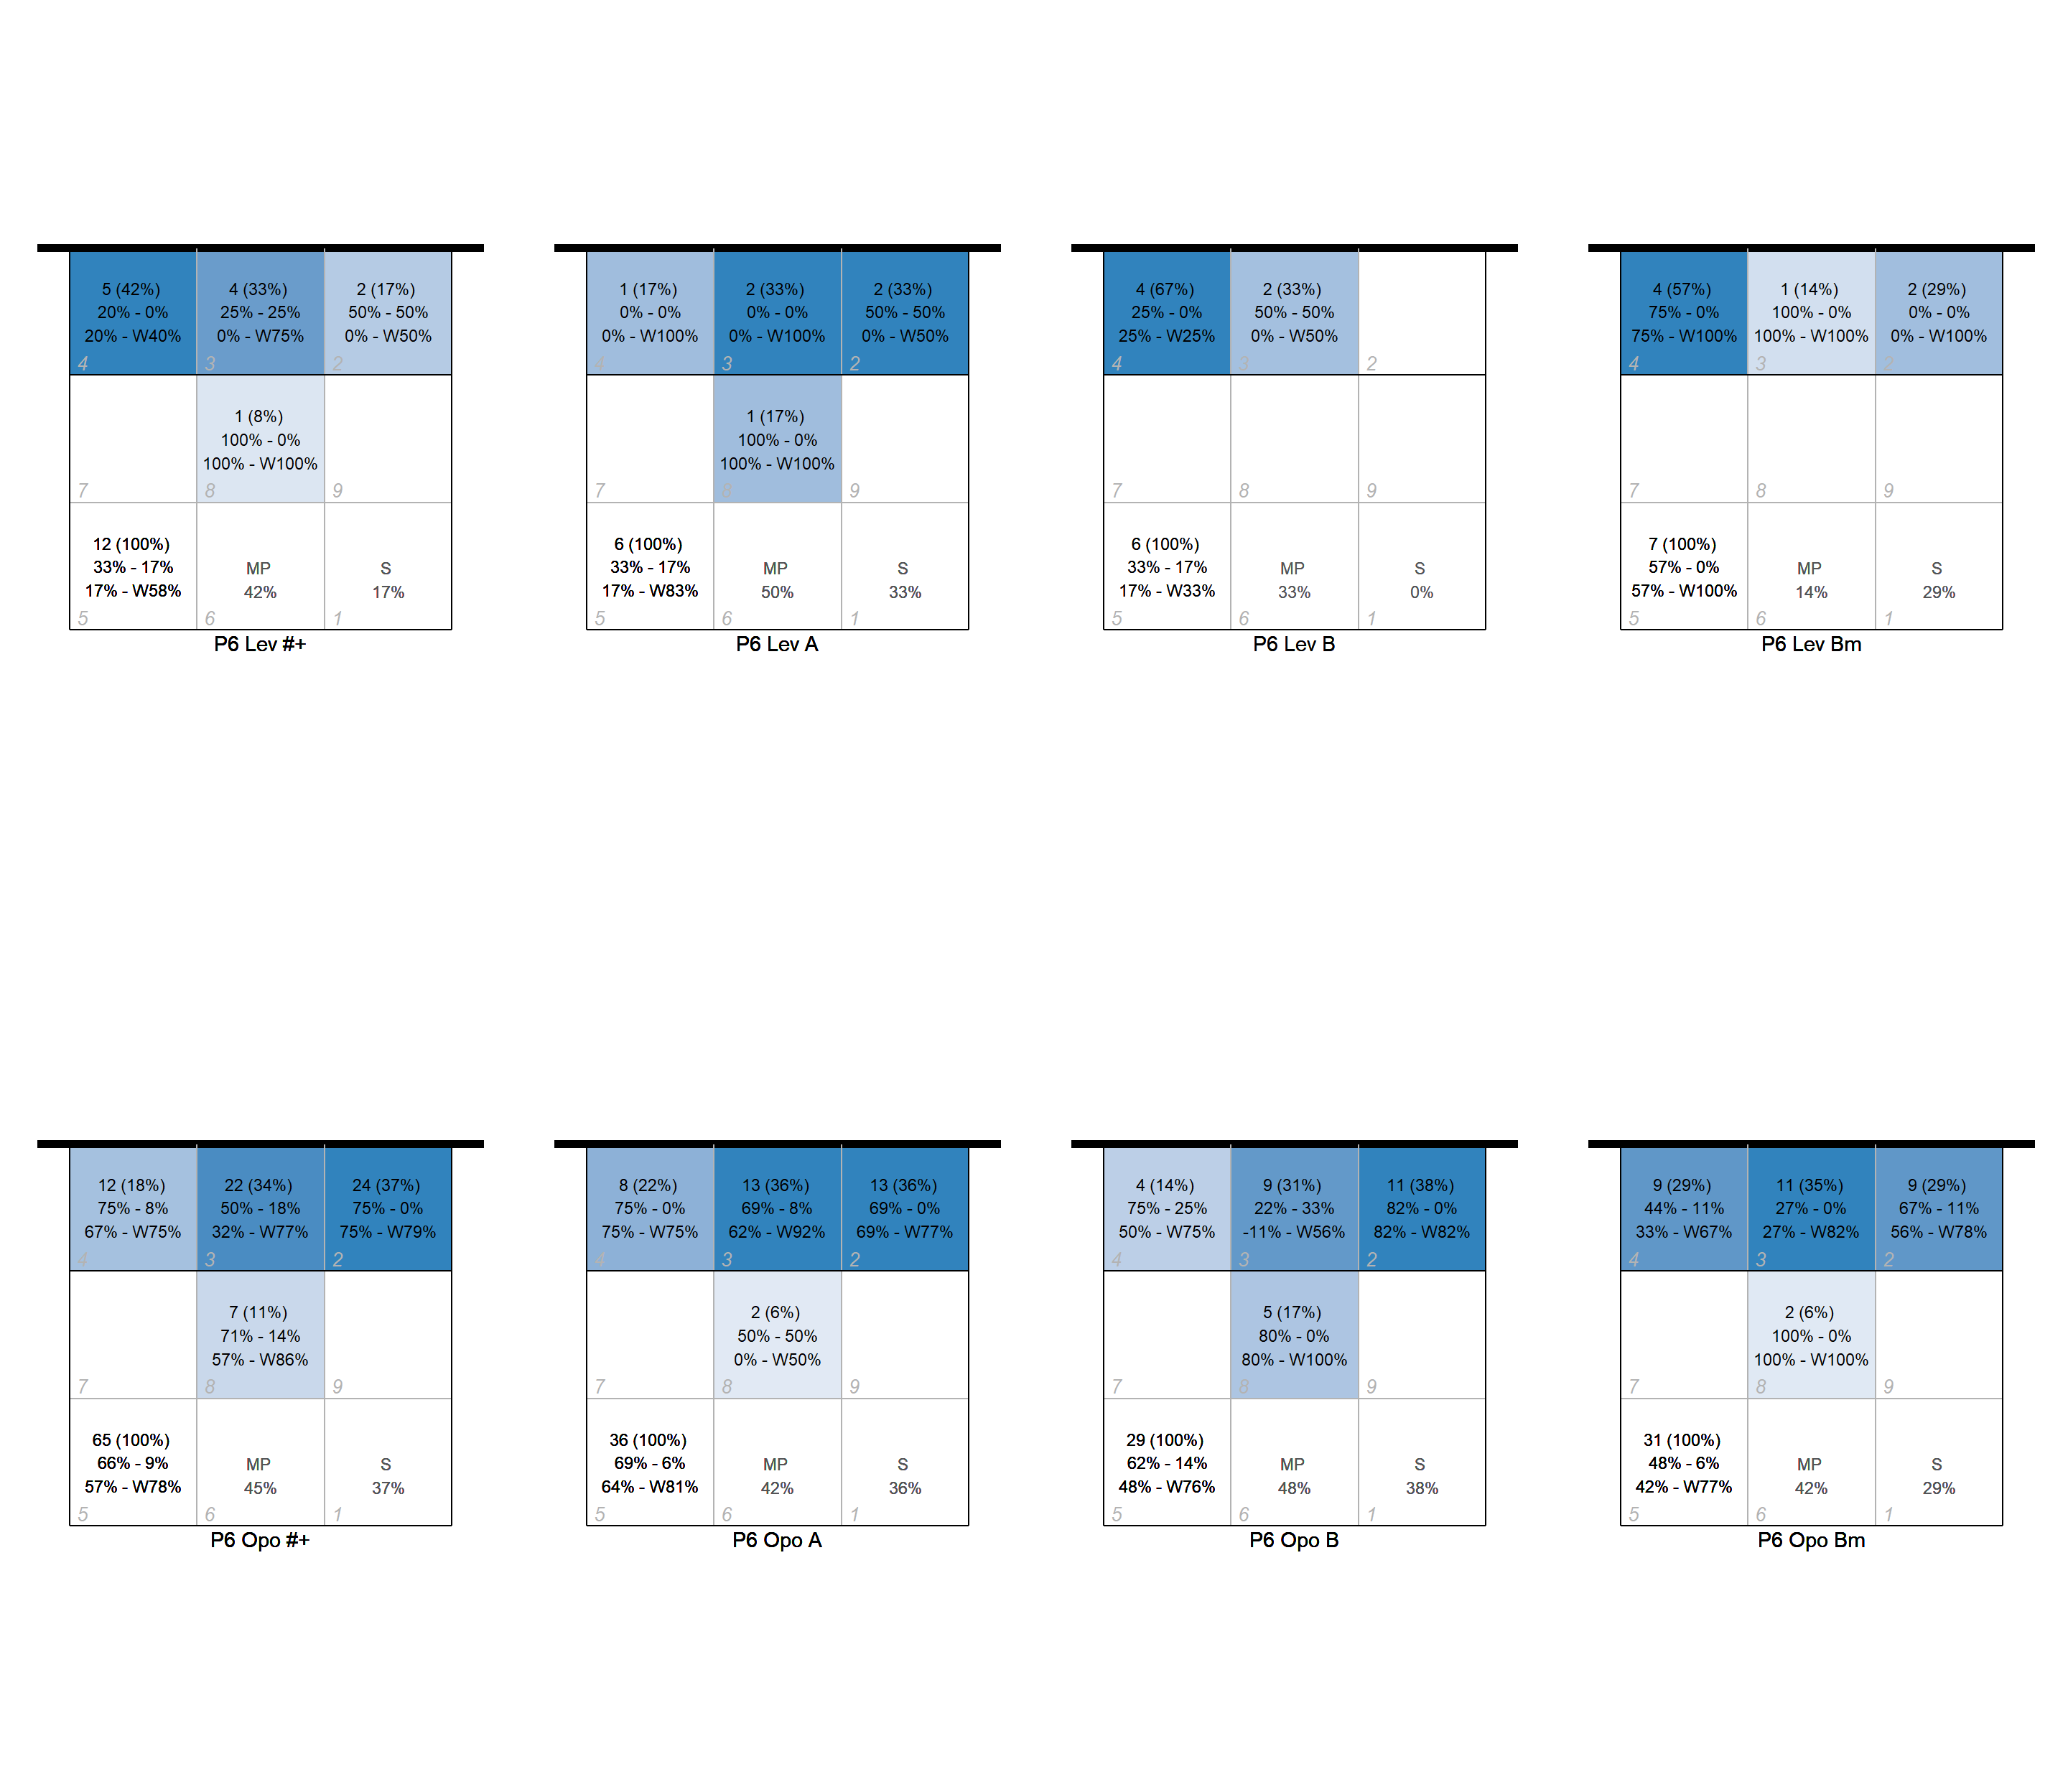 5 (42%)
20% - 0%
20% - W40%
4
4 (33%)
25% - 25%
0% - W75%
3
2 (17%)
50% - 50%
0% - W50%
2
7
1 (8%)
100% - 0%
100% - W100%
8
9
12 (100%)
33% - 17%
17% - W58%
5
MP
42%
6
S
17%
1
P6 Lev #+
1 (17%)
0% - 0%
0% - W100%
4
2 (33%)
0% - 0%
0% - W100%
3
2 (33%)
50% - 50%
0% - W50%
2
7
1 (17%)
100% - 0%
100% - W100%
8
9
6 (100%)
33% - 17%
17% - W83%
5
MP
50%
6
S
33%
1
P6 Lev A
4 (67%)
25% - 0%
25% - W25%
4
2 (33%)
50% - 50%
0% - W50%
3
2
7
8
9
6 (100%)
33% - 17%
17% - W33%
5
MP
33%
6
S
0%
1
P6 Lev B
4 (57%)
75% - 0%
75% - W100%
4
1 (14%)
100% - 0%
100% - W100%
3
2 (29%)
0% - 0%
0% - W100%
2
7
8
9
7 (100%)
57% - 0%
57% - W100%
5
MP
14%
6
S
29%
1
P6 Lev Bm
12 (18%)
75% - 8%
67% - W75%
4
22 (34%)
50% - 18%
32% - W77%
3
24 (37%)
75% - 0%
75% - W79%
2
7
7 (11%)
71% - 14%
57% - W86%
8
9
65 (100%)
66% - 9%
57% - W78%
5
MP
45%
6
S
37%
1
P6 Opo #+
8 (22%)
75% - 0%
75% - W75%
4
13 (36%)
69% - 8%
62% - W92%
3
13 (36%)
69% - 0%
69% - W77%
2
7
2 (6%)
50% - 50%
0% - W50%
8
9
36 (100%)
69% - 6%
64% - W81%
5
MP
42%
6
S
36%
1
P6 Opo A
4 (14%)
75% - 25%
50% - W75%
4
9 (31%)
22% - 33%
-11% - W56%
3
11 (38%)
82% - 0%
82% - W82%
2
7
5 (17%)
80% - 0%
80% - W100%
8
9
29 (100%)
62% - 14%
48% - W76%
5
MP
48%
6
S
38%
1
P6 Opo B
9 (29%)
44% - 11%
33% - W67%
4
11 (35%)
27% - 0%
27% - W82%
3
9 (29%)
67% - 11%
56% - W78%
2
7
2 (6%)
100% - 0%
100% - W100%
8
9
31 (100%)
48% - 6%
42% - W77%
5
MP
42%
6
S
29%
1
P6 Opo Bm